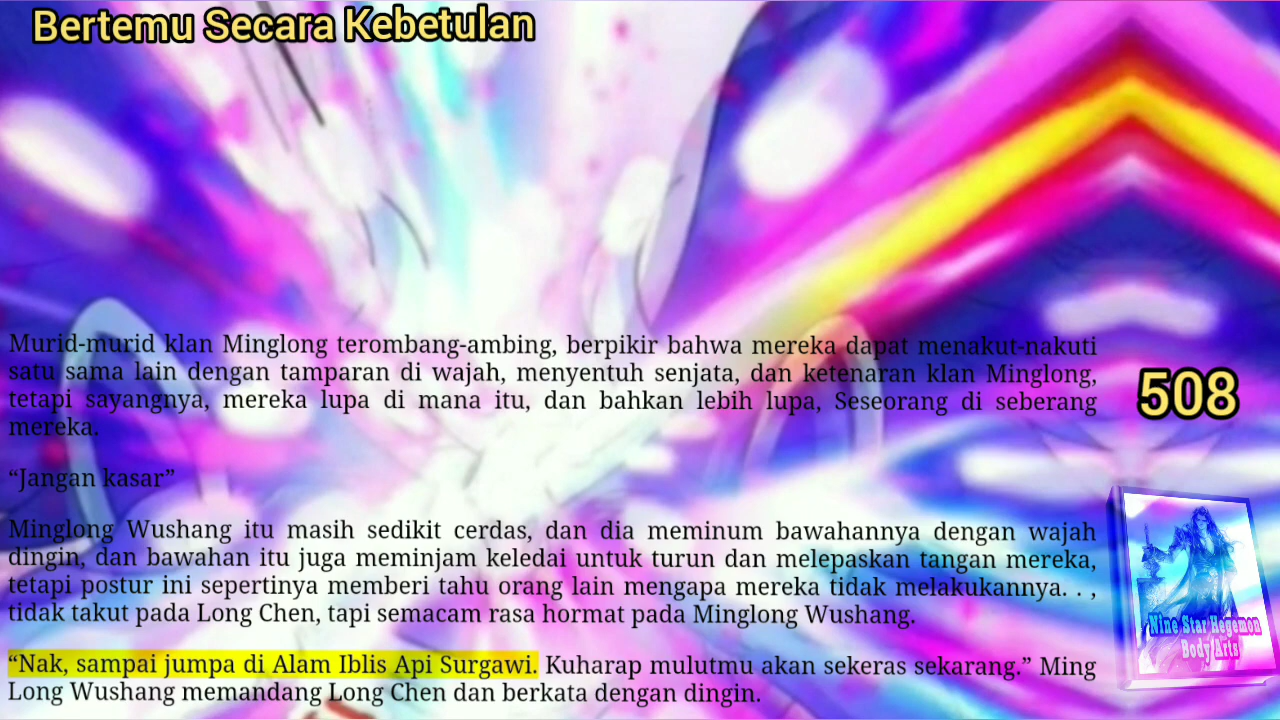 Bertemu Secara Kebetulan
Murid-murid klan Minglong terombang-ambing, berpikir bahwa mereka dapat menakut-nakuti
satu sama lain dengan tamparan di wajah, menyentuh senjata, dan ketenaran klan Minglong,
tetapi sayangnya, mereka lupa di mana itu, dan bahkan lebih lupa, Seseorang di seberang
mereka.
“Jangan kasar”
Minglong Wushang itu masih sedikit cerdas, dan dia meminum bawahannya dengan wajah
dingin, dan bawahan itu juga meminjam keledai untuk turun dan melepaskan tangan mereka,
tetapi postur ini sepertinya memberi tahu orang lain mengapa mereka tidak melakukannya. . ,
tidak takut pada Long Chen, tapi semacam rasa hormat pada Minglong Wushang.
“Nak, sampai jumpa di Alam Iblis Api Surgawi. Kuharap mulutmu akan sekeras sekarang.” Ming
Long Wushang memandang Long Chen dan berkata dengan dingin.
508
Nine Star Hegemon
Body Arts